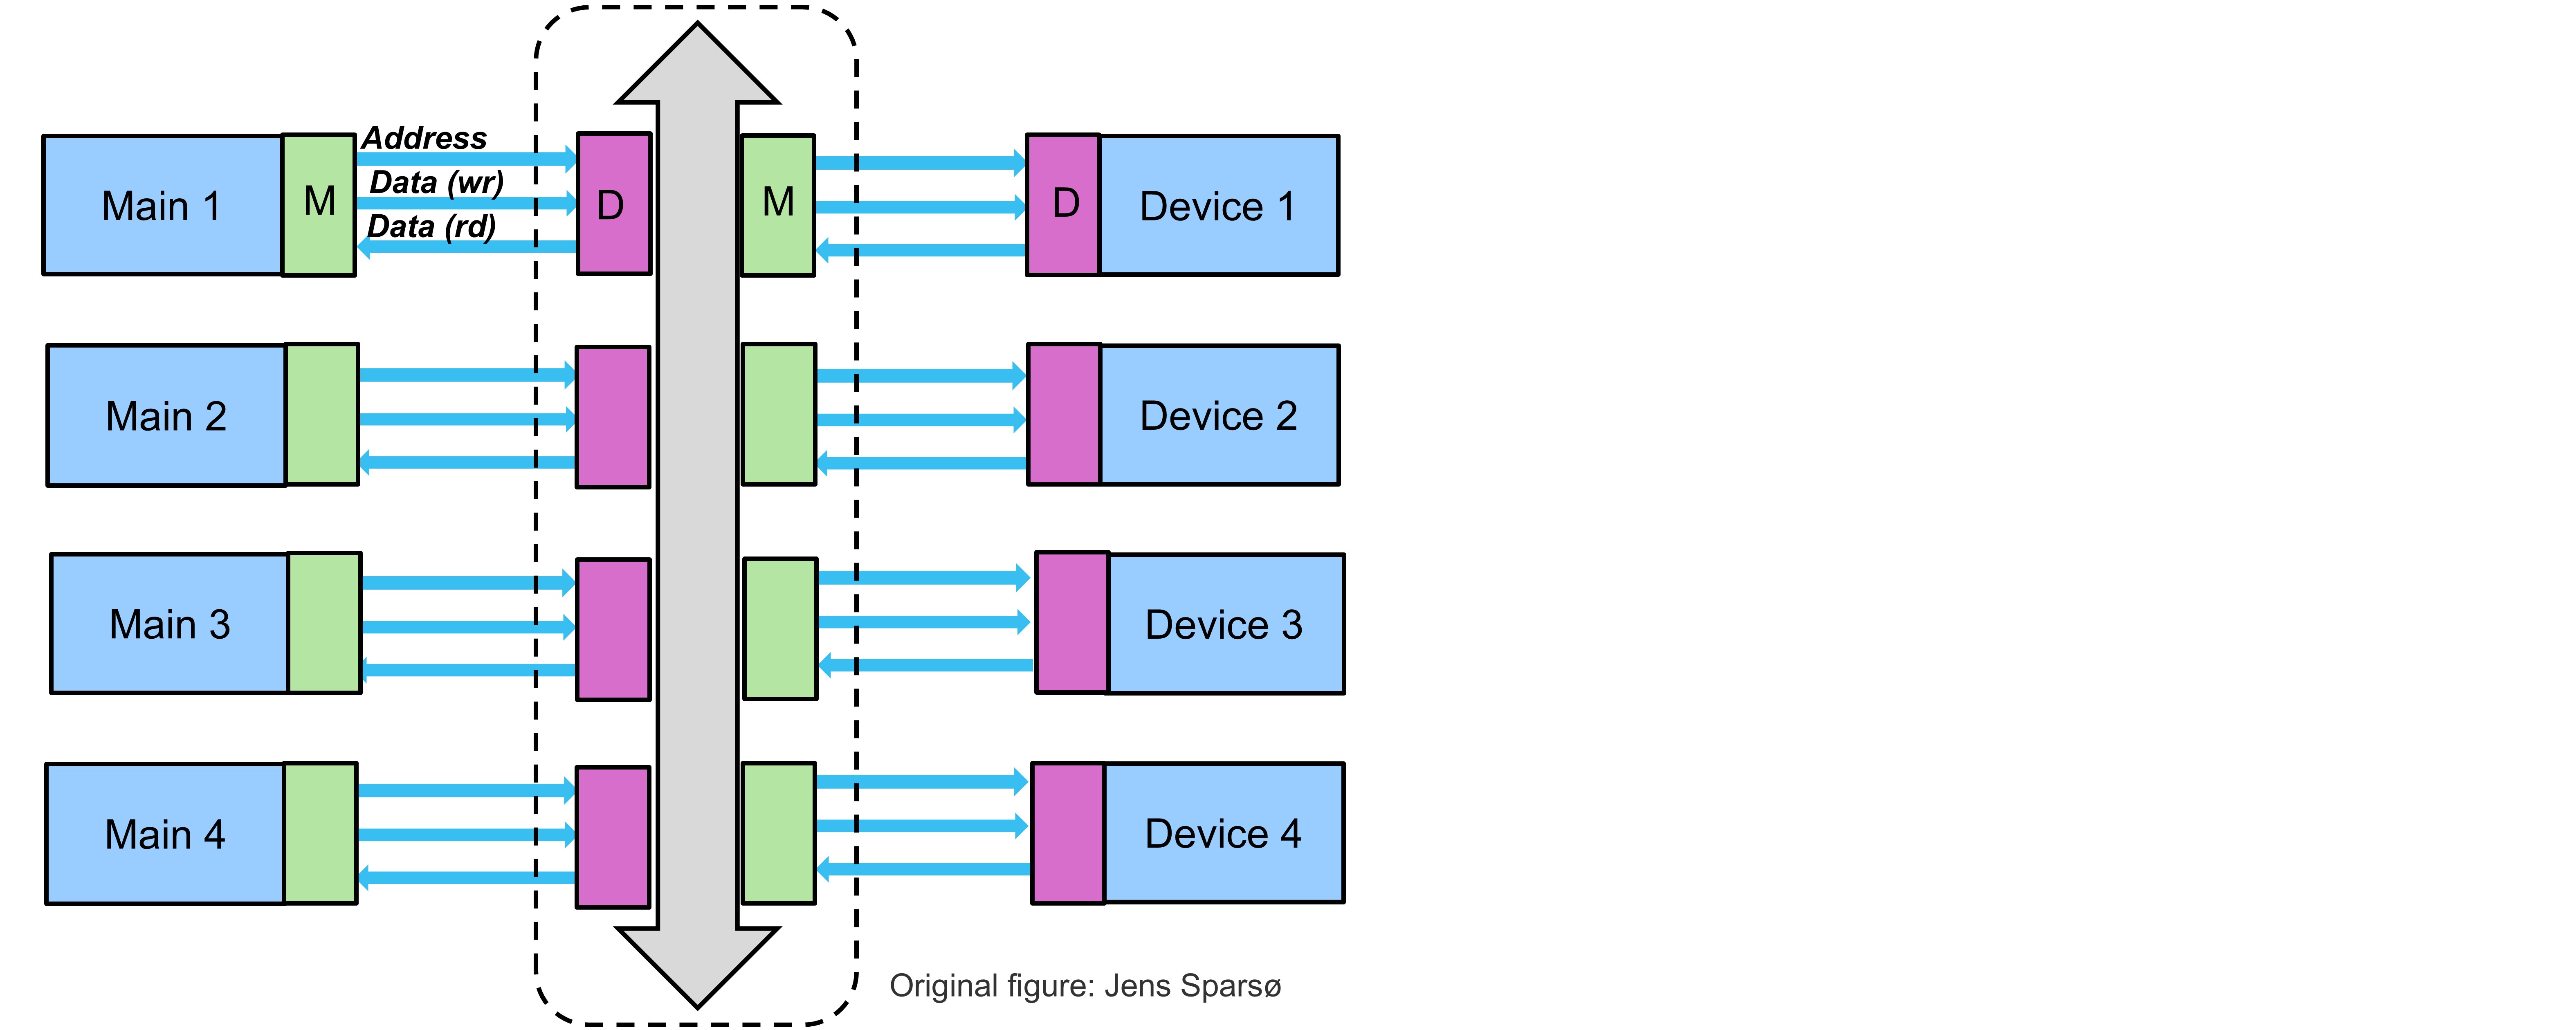 Address
Data (wr)
Data (rd)
Main 1
M
D
M
D
Device 1
Main 2
Device 2
Main 3
Device 3
Main 4
Device 4
Original figure: Jens Sparsø